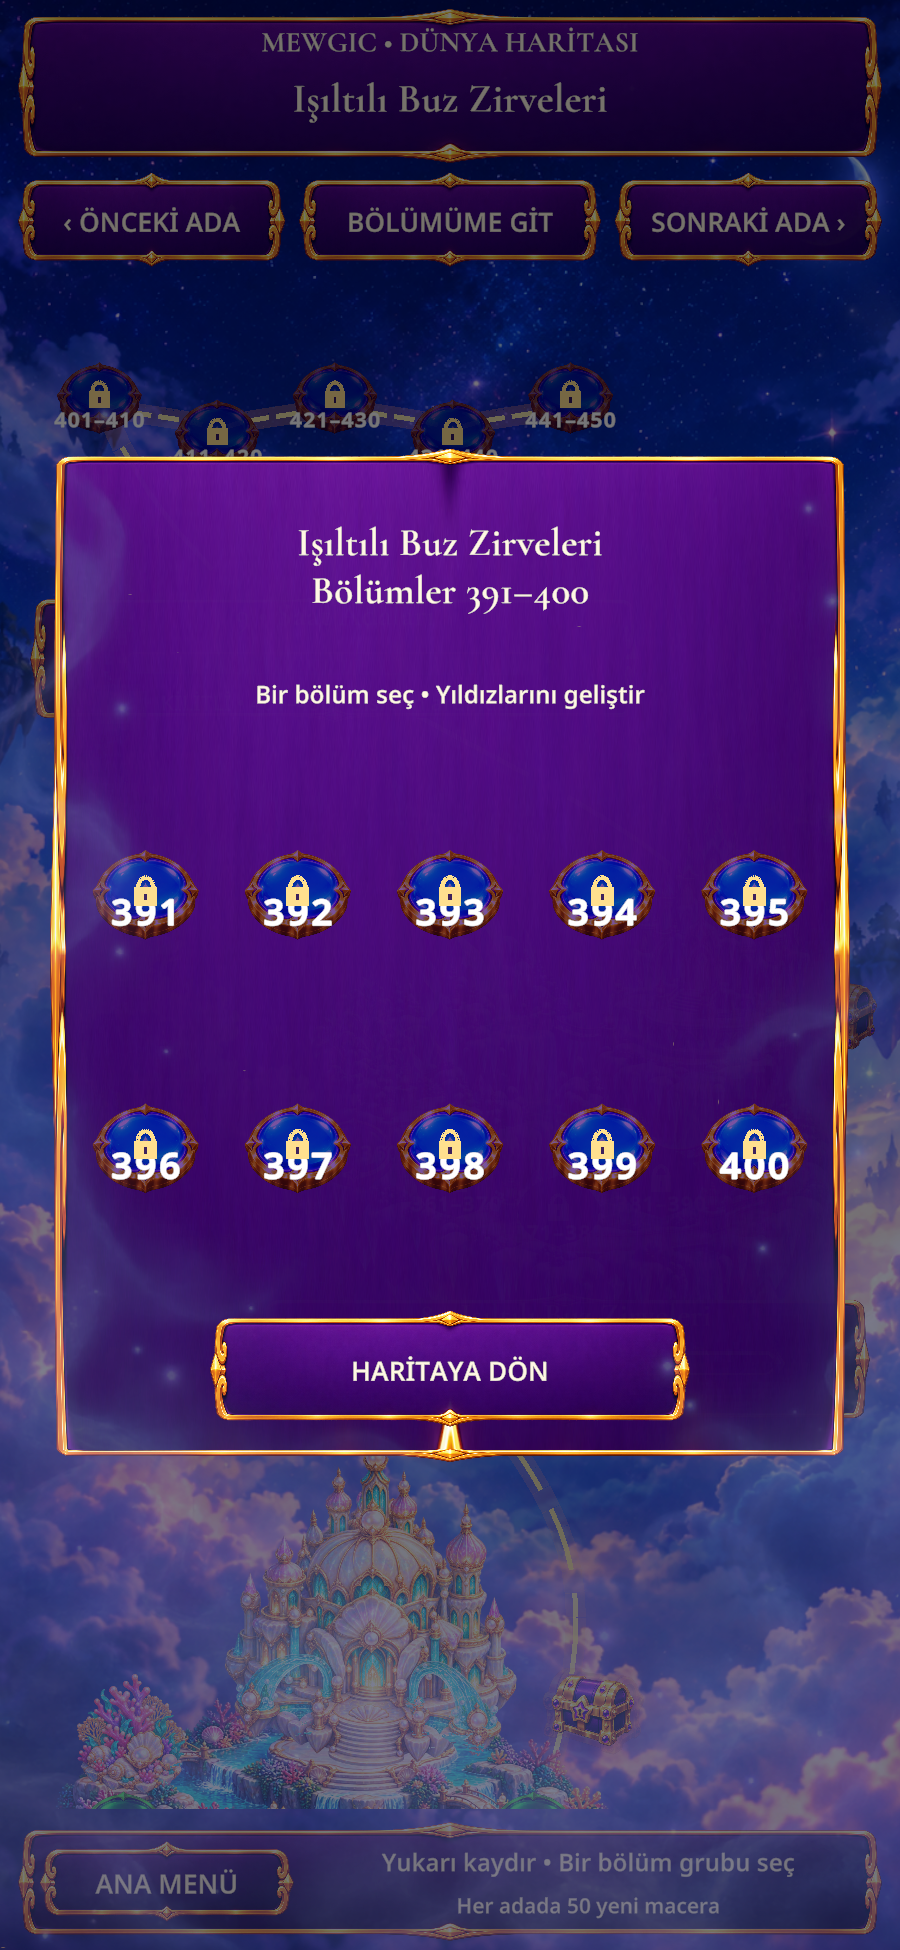 MEWGIC • DÜNYA HARİTASI
Işıltılı Buz Zirveleri
‹ ÖNCEKİ ADA
BÖLÜMÜME GİT
SONRAKİ ADA ›
401–410
421–430
441–450
411–420
Işıltılı Buz Zirveleri
Bölümler 391–400
Bir bölüm seç • Yıldızlarını geliştir
391
392
393
394
395
396
397
398
399
400
HARİTAYA DÖN
ANA MENÜ
Yukarı kaydır • Bir bölüm grubu seç
Her adada 50 yeni macera